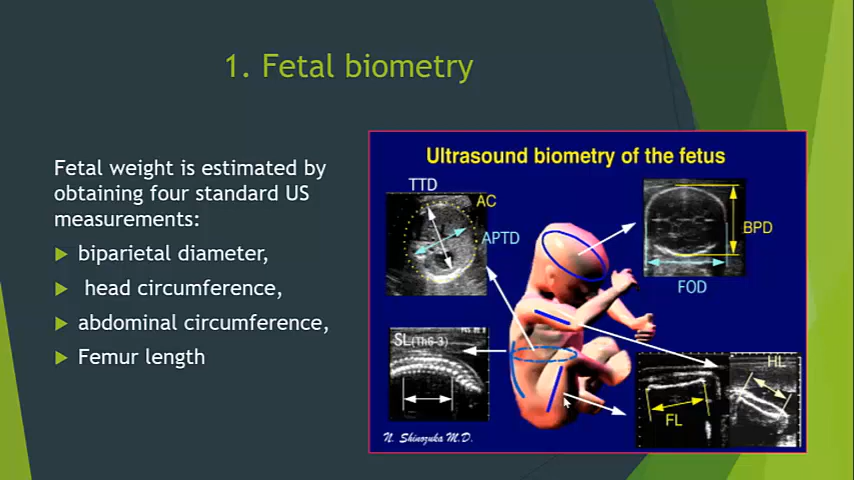 1. Fetal biometry
Fetal weight is estimated by
obtaining four standard US
measurements:
biparietal diameter,
head circumference,
abdominal circumference,
Femur length
Ultrasound biometry of the fetus
TTD
AC
APTD
BPD
FOD
SL(Th6-3)
HL
FL
N. Shinozuka M.D.